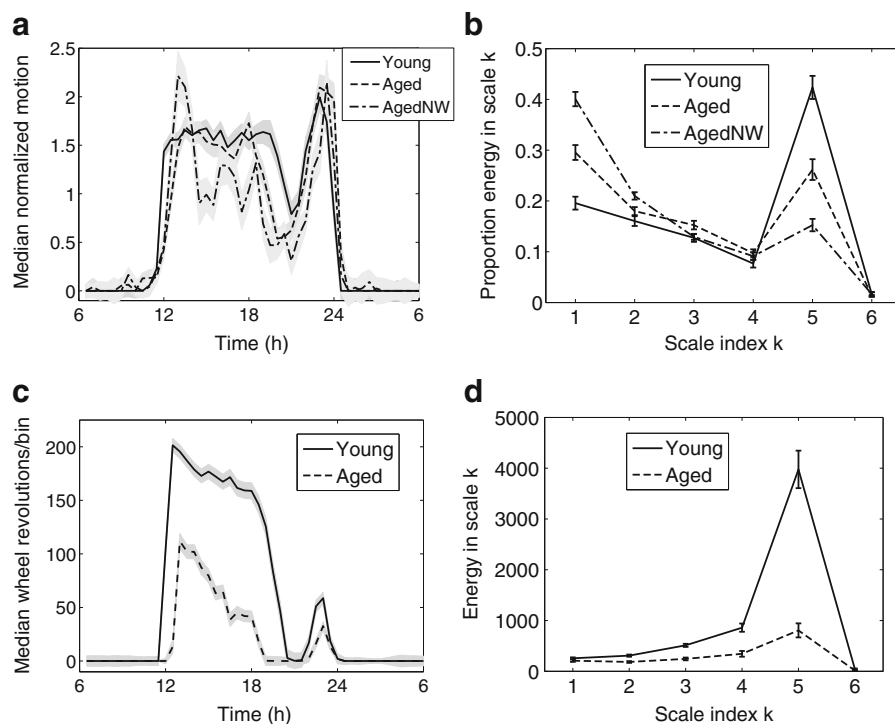 a
Median normalized motion
2.5
2
1.5
1
0.5
0
6 12 18 24 6
Time (h)
Young
Aged
AgedNW
b
Proportion energy in scale k
0.5
0.4
0.3
0.2
0.1
0
1 2 3 4 5 6
Scale index k
Young
Aged
AgedNW
c
Median wheel revolutions/bin
200
150
100
50
0
6 12 18 24 6
Time (h)
Young
Aged
d
Energy in scale k
5000
4000
3000
2000
1000
0
1 2 3 4 5 6
Scale index k
Young
Aged